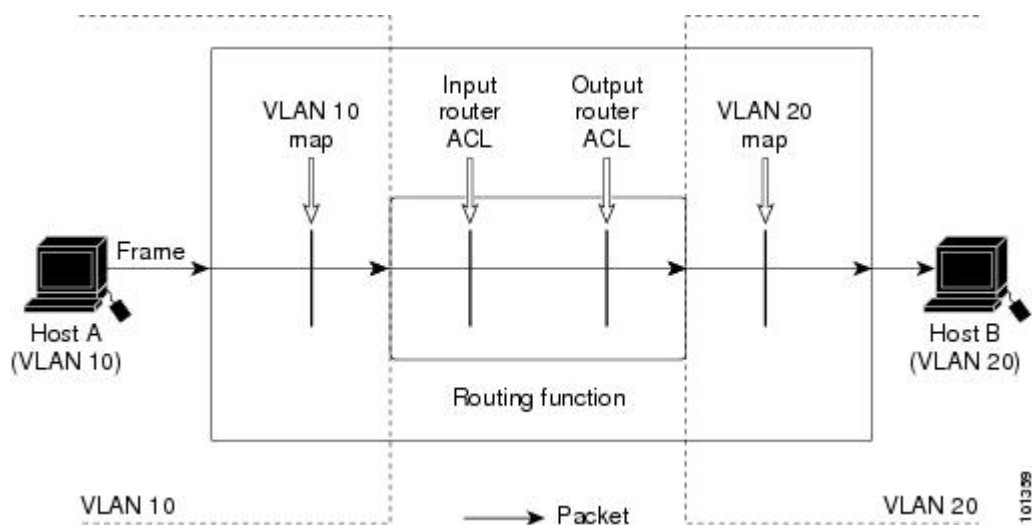 VLAN 10
map
Input
router
ACL
Output
router
ACL
VLAN 20
map
Frame
Host A
(VLAN 10)
Host B
(VLAN 20)
Routing function
VLAN 10
Packet
VLAN 20
101359